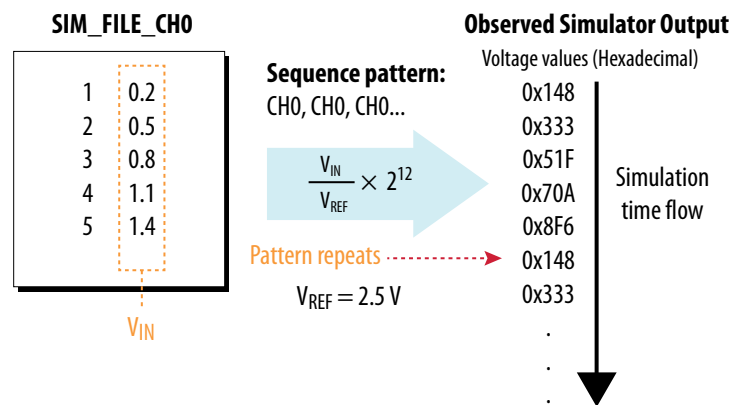 SIM_FILE_CH0
1 0.2
2 0.5
3 0.8
4 1.1
5 1.4
V_IN
Sequence pattern:
CH0, CH0, CH0...
V_IN
V_REF
× 2^12
Pattern repeats
V_REF = 2.5 V
Observed Simulator Output
Voltage values (Hexadecimal)
0x148
0x333
0x51F
0x70A
0x8F6
0x148
0x333
.
.
.
Simulation
time flow